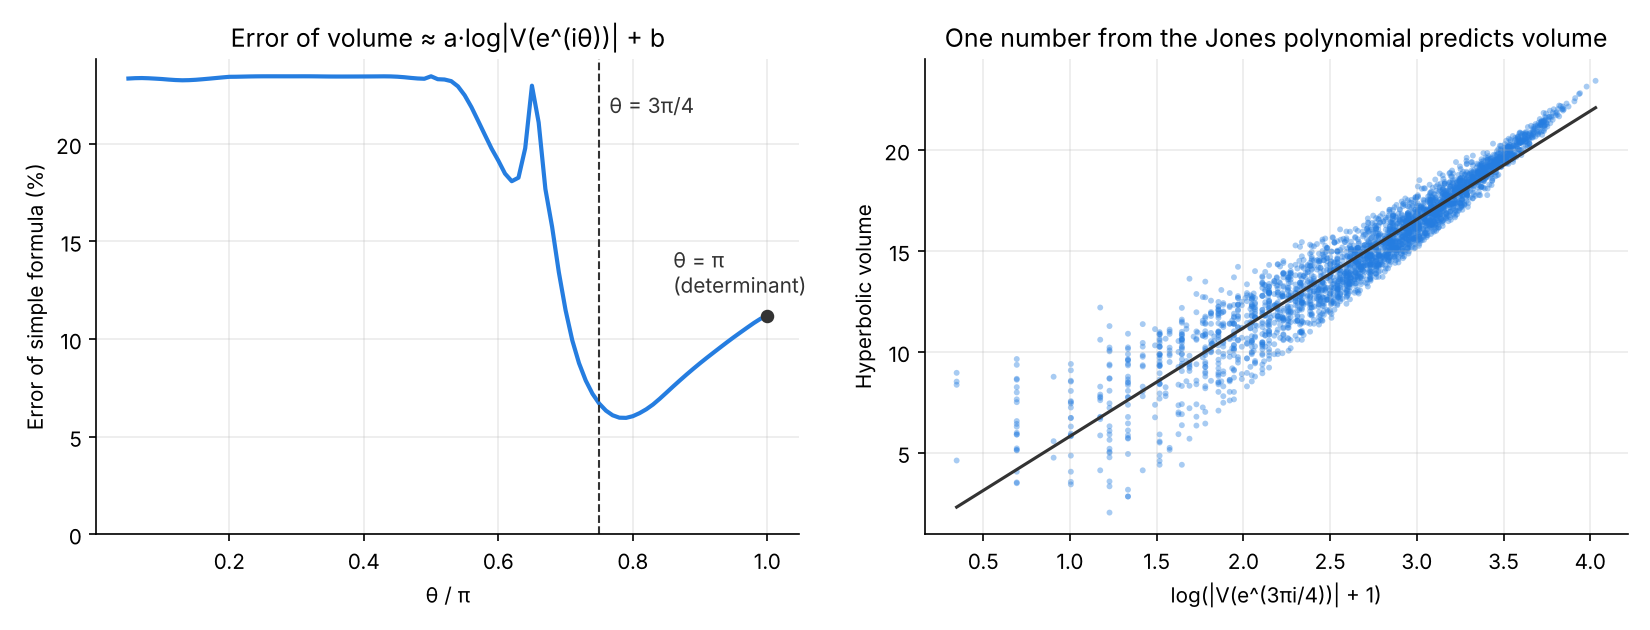 Error of volume ≈ a·log|V(e^(iθ))| + b
Error of simple formula (%)
20
15
10
5
0
θ = 3π/4
θ = π
(determinant)
0.2 0.4 0.6 0.8 1.0
θ / π
One number from the Jones polynomial predicts volume
Hyperbolic volume
20
15
10
5
0.5 1.0 1.5 2.0 2.5 3.0 3.5 4.0
log(|V(e^(3πi/4))| + 1)